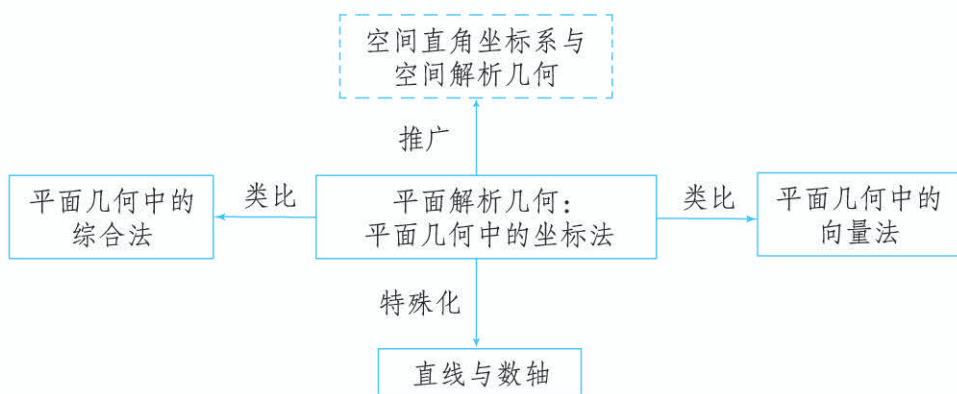 空间直角坐标系与
空间解析几何
推广
平面几何中的
综合法
类比
平面解析几何：
平面几何中的坐标法
类比
平面几何中的
向量法
特殊化
直线与数轴